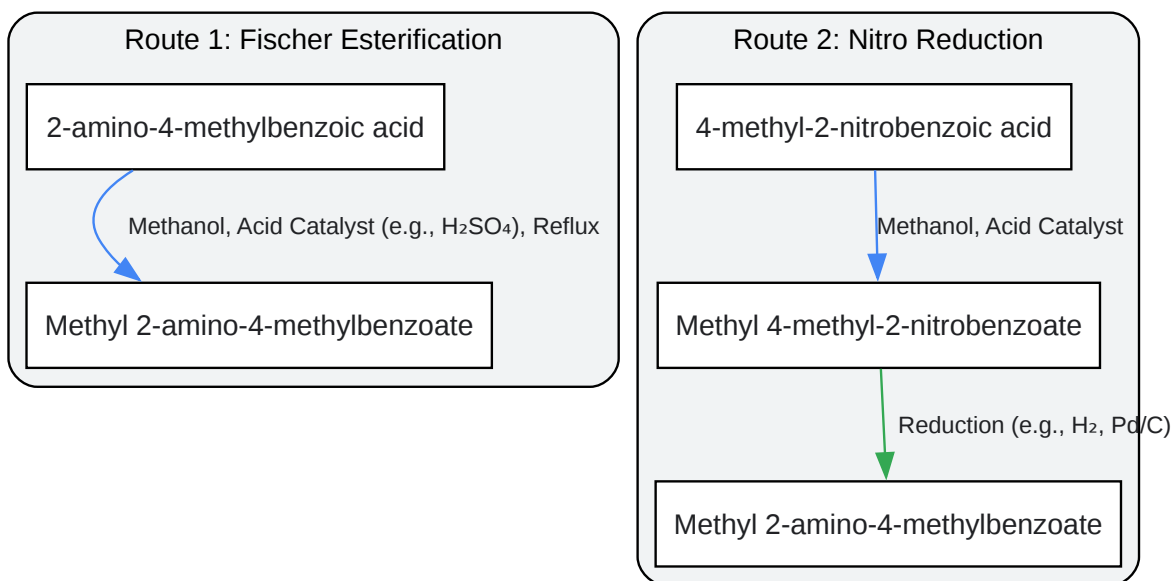 Route 1: Fischer Esterification
2-amino-4-methylbenzoic acid
Methanol, Acid Catalyst (e.g., H₂SO₄), Reflux
Methyl 2-amino-4-methylbenzoate
Route 2: Nitro Reduction
4-methyl-2-nitrobenzoic acid
Methanol, Acid Catalyst
Methyl 4-methyl-2-nitrobenzoate
Reduction (e.g., H₂, Pd/C)
Methyl 2-amino-4-methylbenzoate